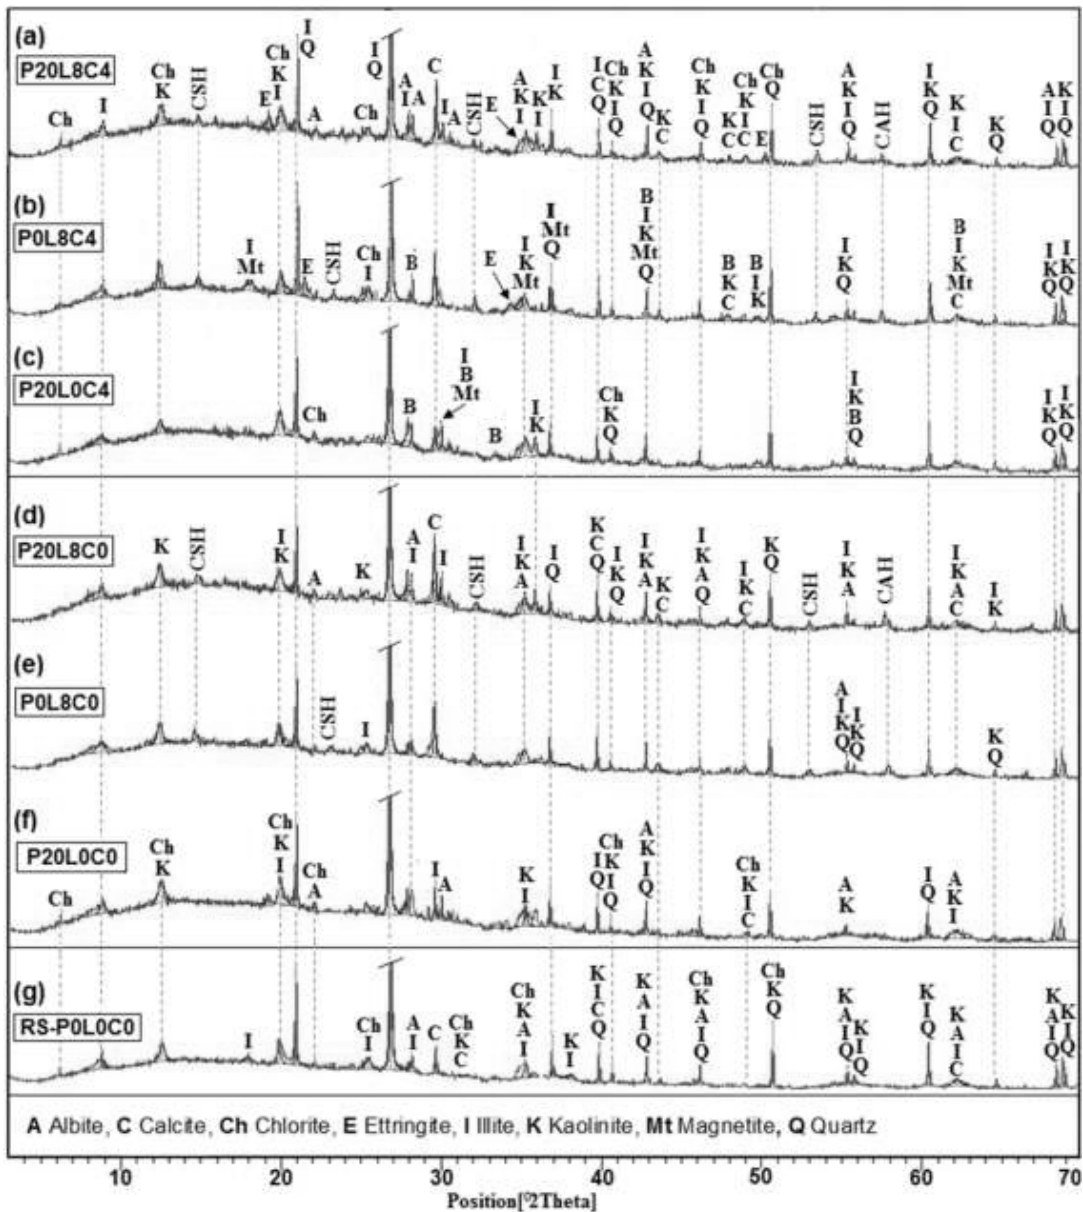 (a)
P20L8C4
Ch
I
Ch K
CSH
E
Ch K I
I Q
A
Ch
I Q
A I
A
C
I
A
CSH
E
A K I
I K
I K
I C Q
Ch K I Q
A K I Q
K C
Ch K I Q
K C
Ch K I C
E
Ch Q
CSH
A K I Q
CAH
I K Q
K I C
K Q
A I Q
K I Q
(b)
P0L8C4
I Mt
E
CSH
Ch I
B
E
I K Mt
I Mt Q
B I K Mt Q
B K C
B I K
I K Q
B I K Mt C
I K Q
I K Q
(c)
P20L0C4
Ch
B
I B Mt
B
I K
Ch K Q
I K B Q
I K Q
I K Q
(d)
P20L8C0
K
CSH
I K
A
K
A I
C
I
CSH
I K A
I Q
K C Q
I K Q
I K A
K C
I K A Q
I K C
K Q
CSH
I K A
CAH
I K A C
I K
(e)
P0L8C0
CSH
I
A I K Q
I K Q
K Q
(f)
P20L0C0
Ch
Ch K
Ch K I
Ch A
I
A
K I
I Q
Ch K I Q
A K I Q
Ch K I C
A K
I Q
A K I
(g)
RS-P0L0C0
I
Ch I
A I
C
Ch K C
Ch K A I
K I
K I C Q
K A I Q
Ch K A I Q
Ch K Q
K A I Q
K I Q
K I Q
K A I C
K A I Q
K I Q
A Albite, C Calcite, Ch Chlorite, E Ettringite, I Illite, K Kaolinite, Mt Magnetite, Q Quartz
10 20 30 40 50 60 70
Position[°2Theta]